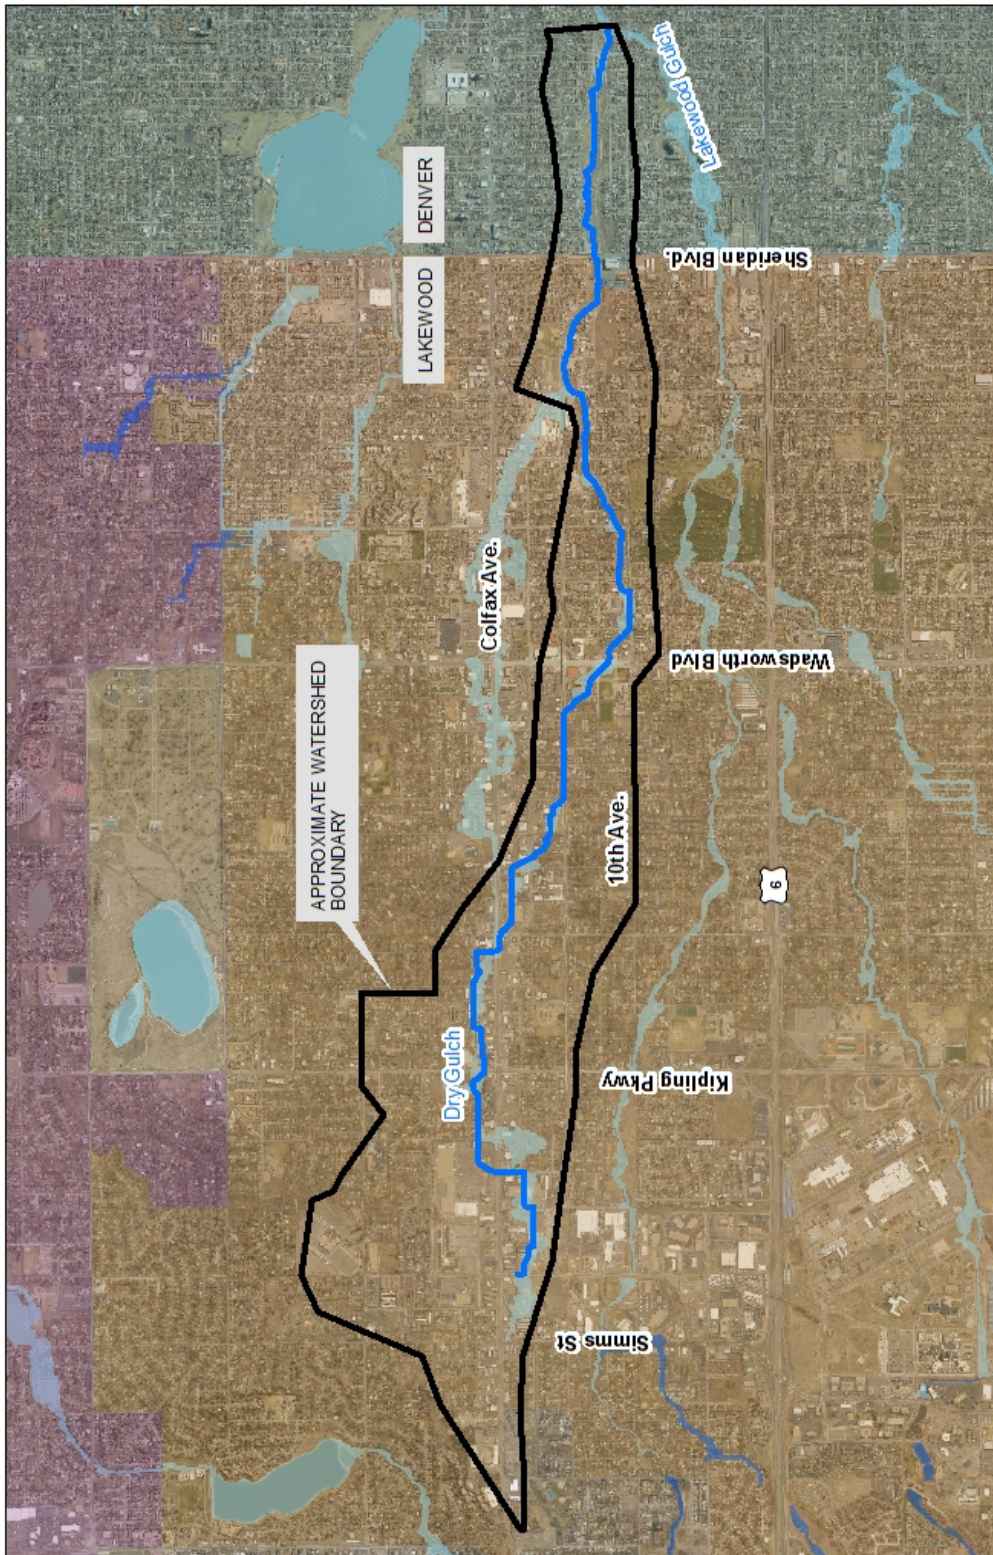 APPROXIMATE WATERSHED
BOUNDARY
LAKEWOOD
DENVER
Dry Gulch
Colfax Ave.
Lakewood Gulch
10th Ave.
Simms
St
Kipling Pkwy
Wadsworth Blvd
Sheridan Blvd.
6